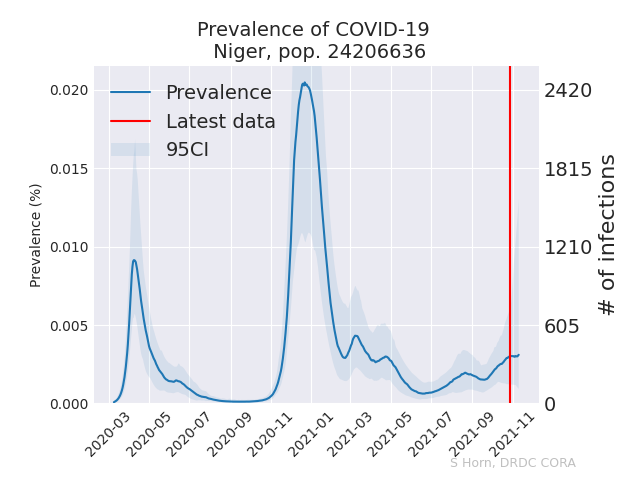 Prevalence of COVID-19
Niger, pop. 24206636
Prevalence
Latest data
95CI
0.020
0.015
0.010
0.005
0.000
Prevalence (%)
2420
1815
1210
605
0
# of infections
2020-03
2020-05
2020-07
2020-09
2020-11
2021-01
2021-03
2021-05
2021-07
2021-09
2021-11
S Horn, DRDC CORA